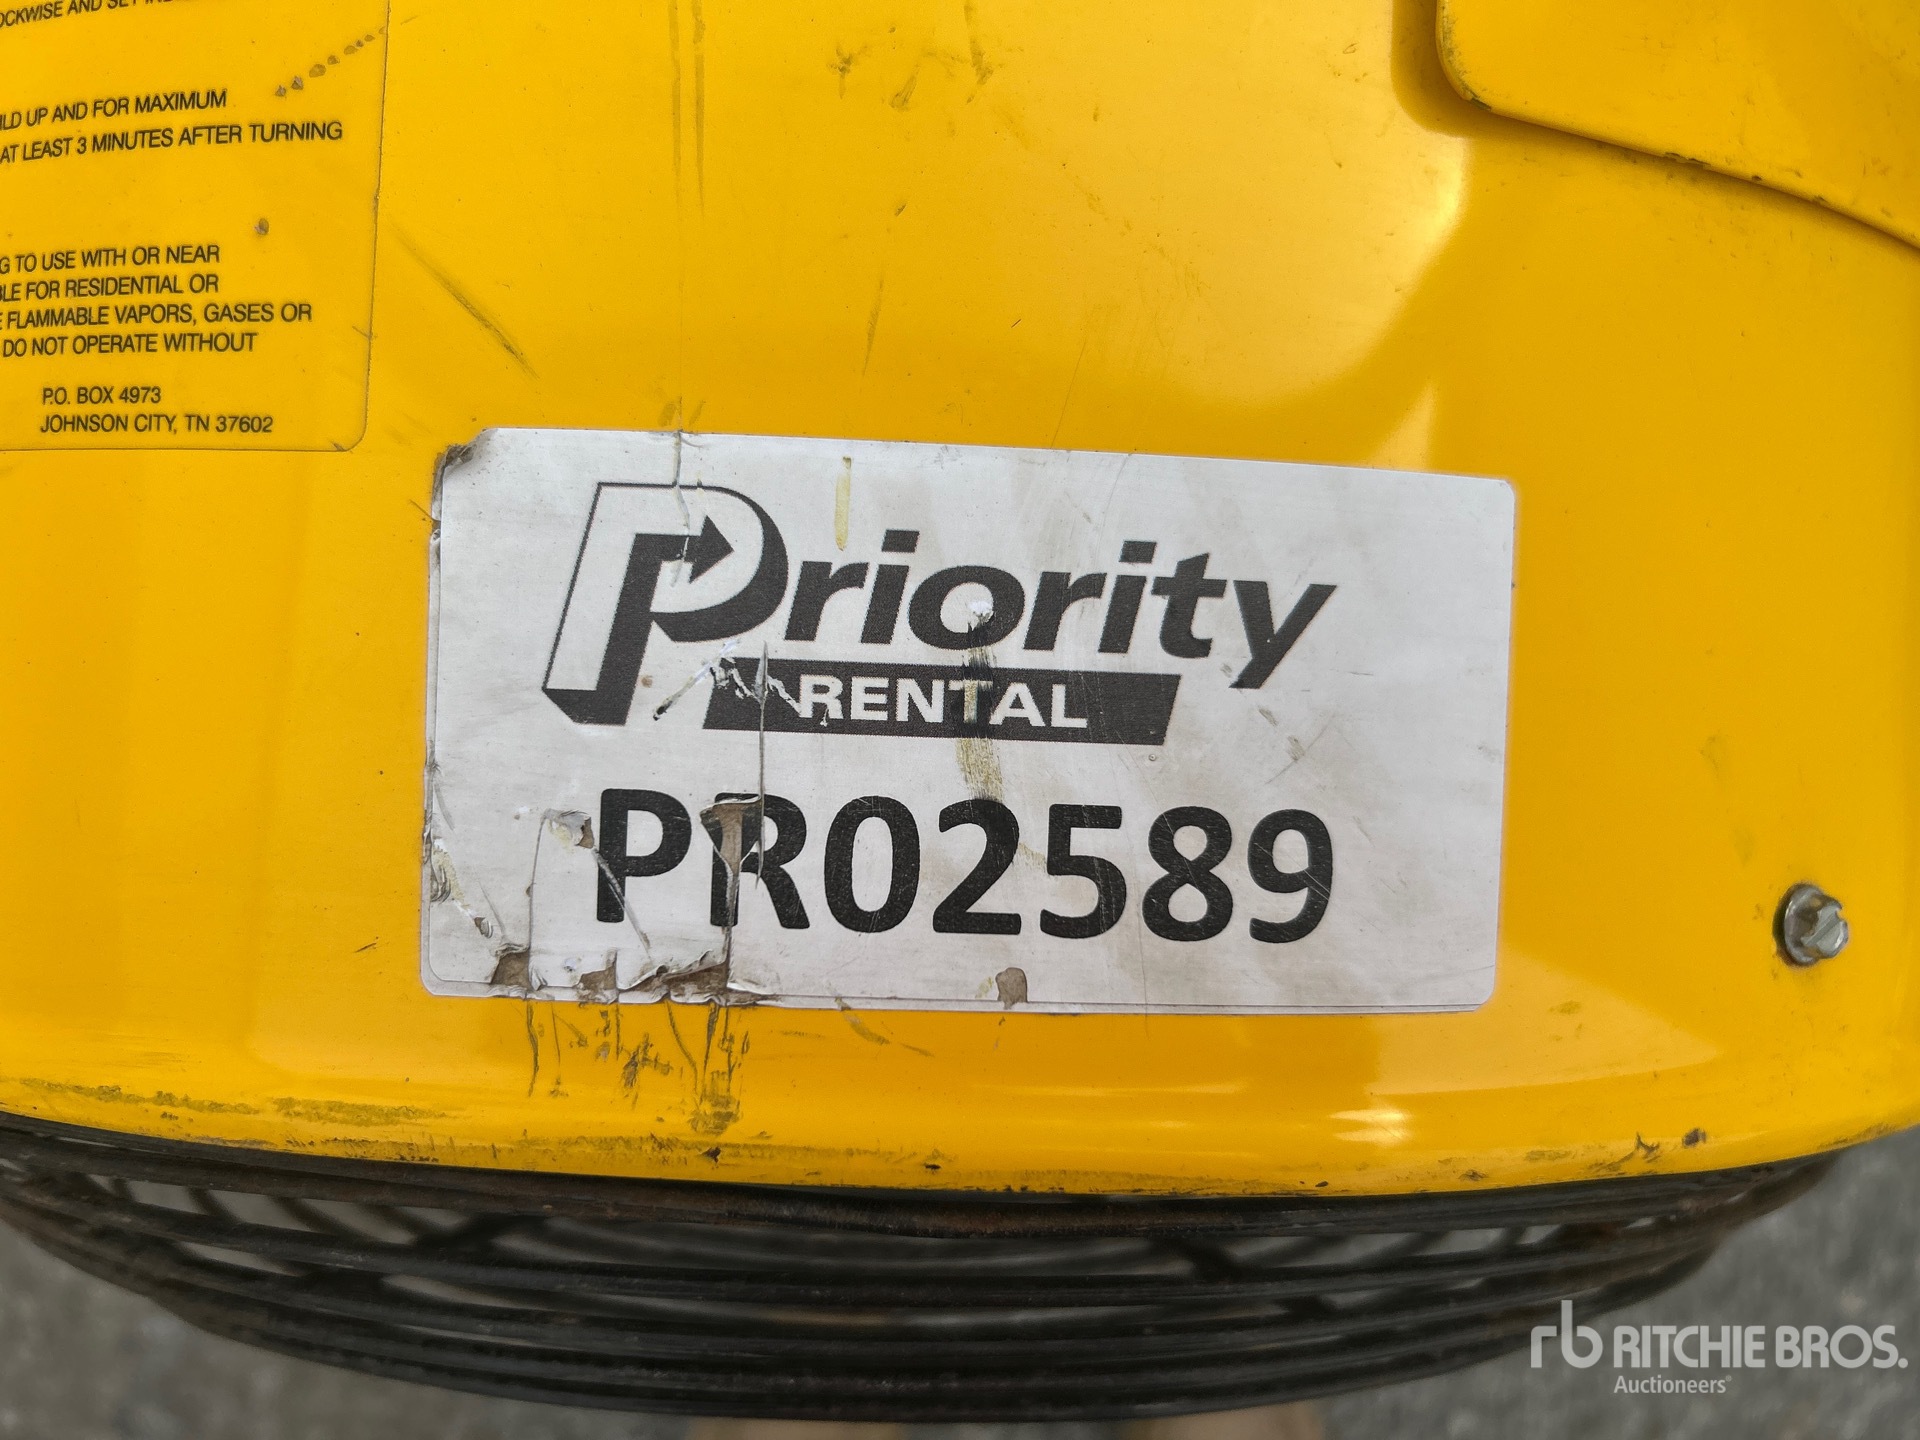 AND
ILD UP AND FOR MAXIMUM
AT LEAST 3 MINUTES AFTER TURNING
G TO USE WITH OR NEAR
BLE FOR RESIDENTIAL OR
E FLAMMABLE VAPORS, GASES OR
DO NOT OPERATE WITHOUT
P.O. BOX 4973
JOHNSON CITY, TN 37602
Priority
RENTAL
PR02589
rb RITCHIE BROS.
Auctioneers